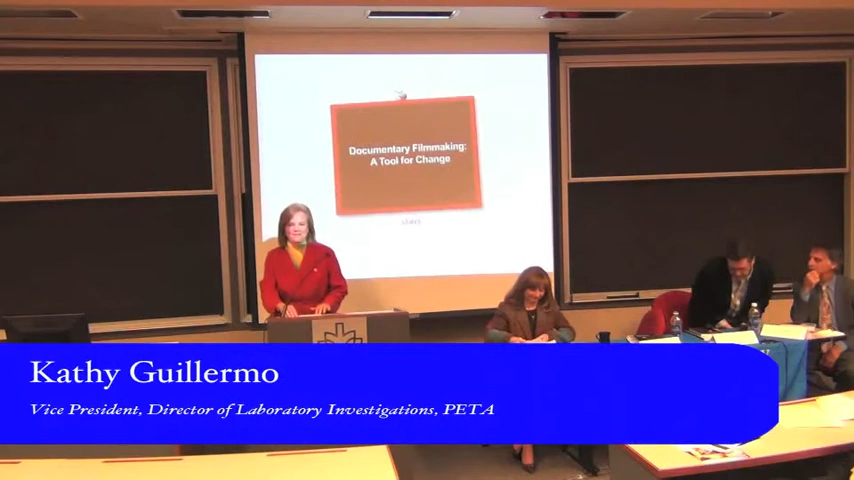 Documentary Filmmaking:
A Tool for Change
Kathy Guillermo
Vice President, Director of Laboratory Investigations, PETA